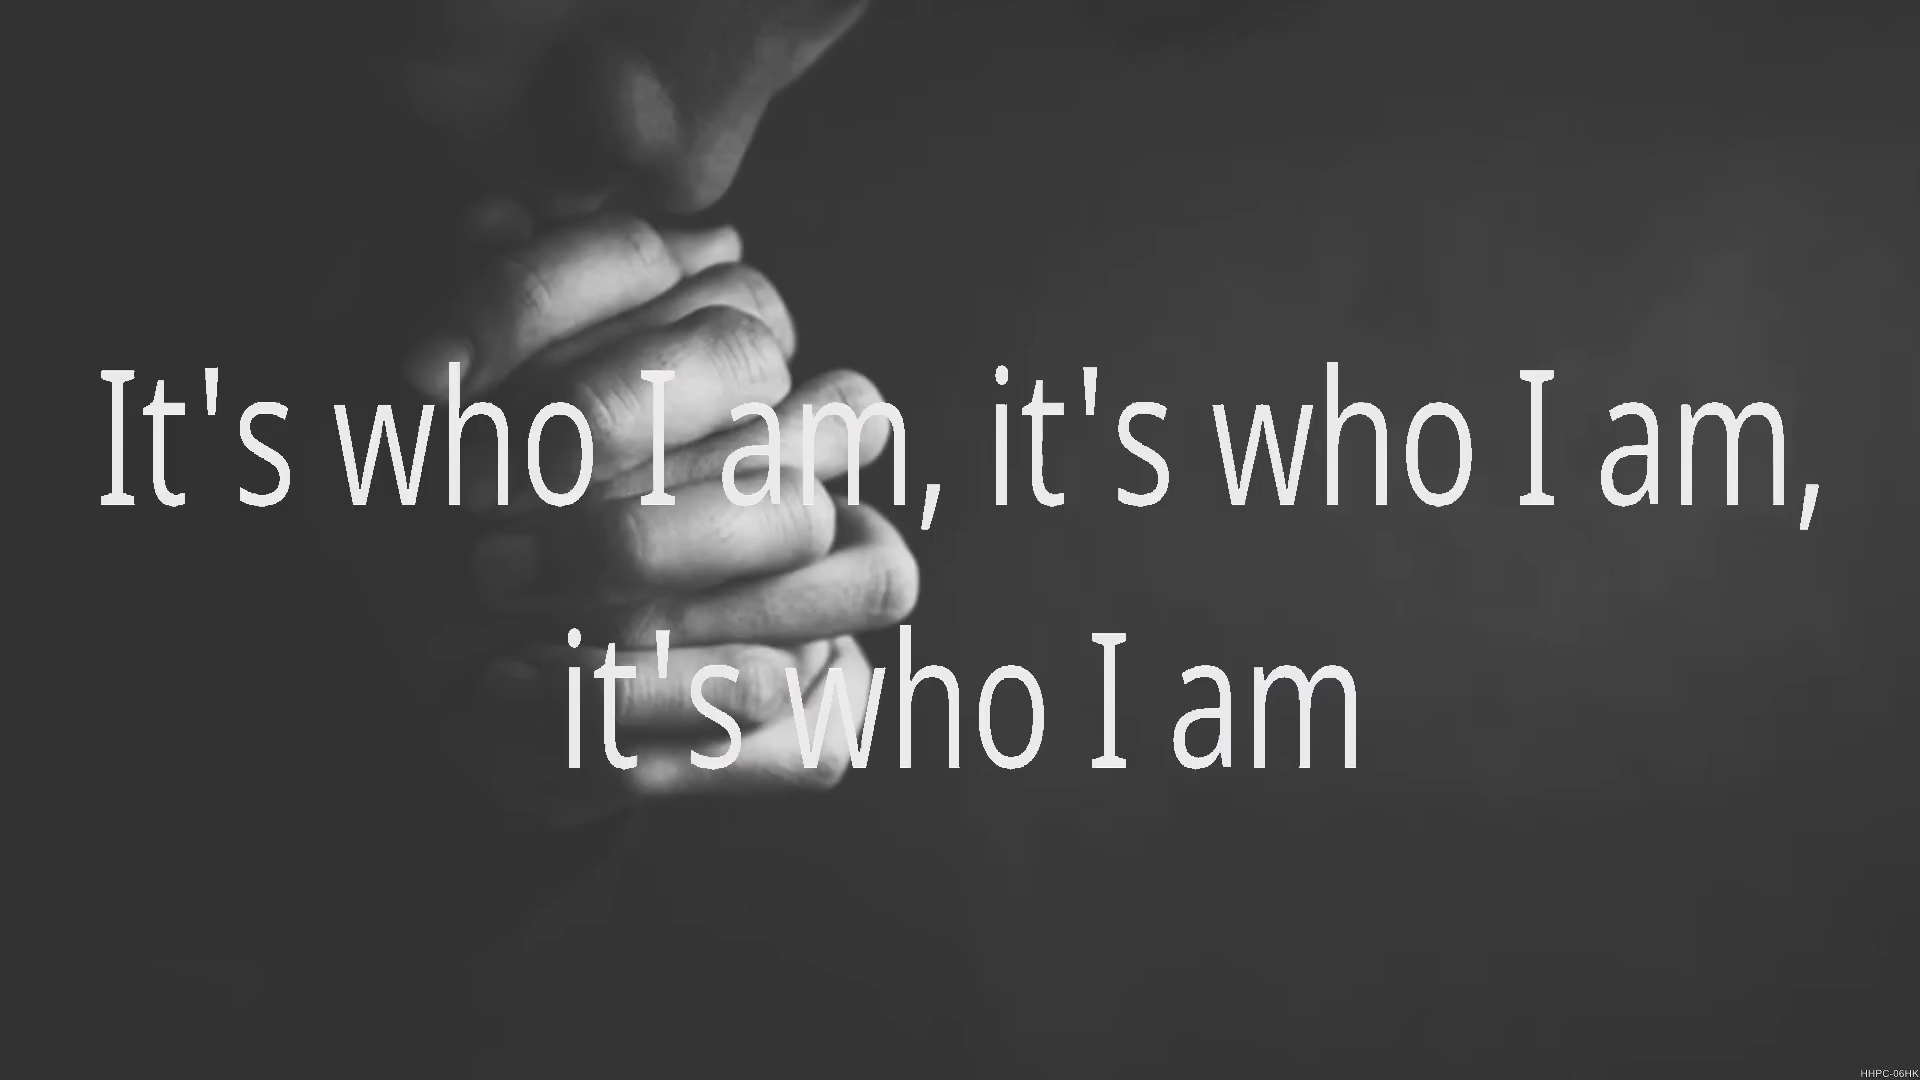 It's who I am, it's who I am,
it's who I am
HHPC-06HK